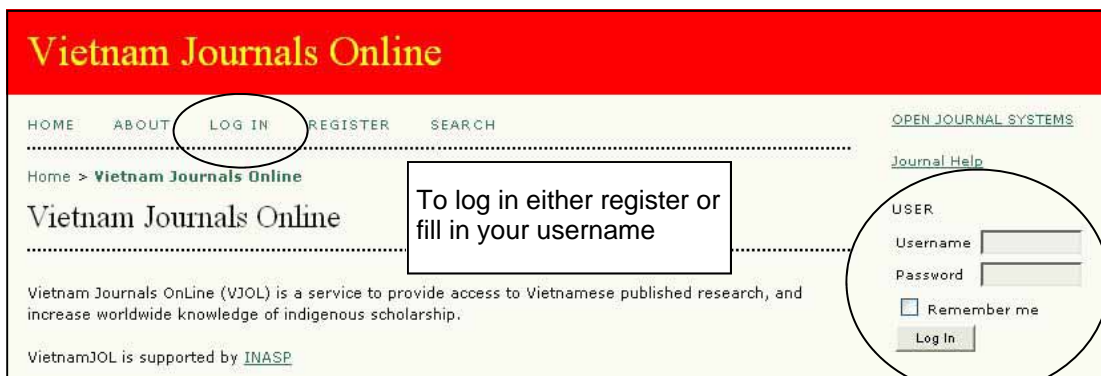 Vietnam Journals Online
HOME ABOUT LOG IN REGISTER SEARCH
Home > Vietnam Journals Online
Vietnam Journals Online
To log in either register or
fill in your username
Vietnam Journals OnLine (VJOL) is a service to provide access to Vietnamese published research, and
increase worldwide knowledge of indigenous scholarship.
VietnamJOL is supported by INASP
OPEN JOURNAL SYSTEMS
Journal Help
USER
Username
Password
Remember me
Log In